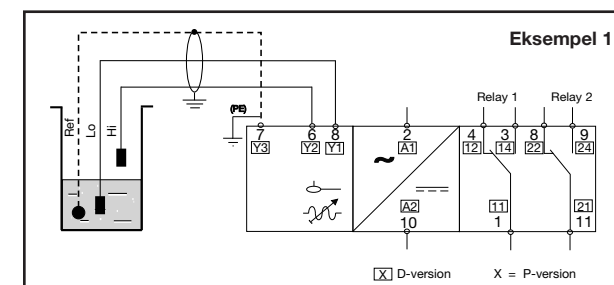 Eksempel 1
Relay 1 Relay 2
Ref
Lo
Hi
(PE)
7 6 8 2 4 3 8 9
Y3 Y2 Y1 A1 12 14 22 24
~
A2 11 21
10 1 11
X D-version X = P-version